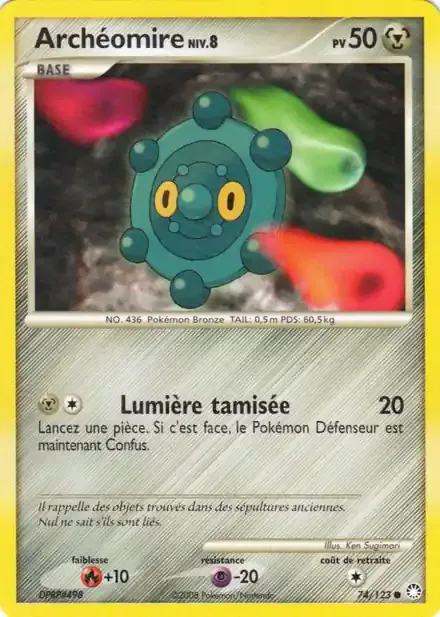 Archéomire NIV.8 PV 50
BASE
NO. 436 Pokémon Bronze TAIL: 0,5m PDS: 60,5kg
Lumière tamisée 20
Lancez une pièce. Si c'est face, le Pokémon Défenseur est
maintenant Confus.
Il rappelle des objets trouvés dans des sépultures anciennes.
Nul ne sait s'ils sont liés.
Illus. Ken Sugimori
faiblesse résistance coût de retraite
+10 -20
DPBP#498 ©2008 Pokémon/Nintendo 74/123